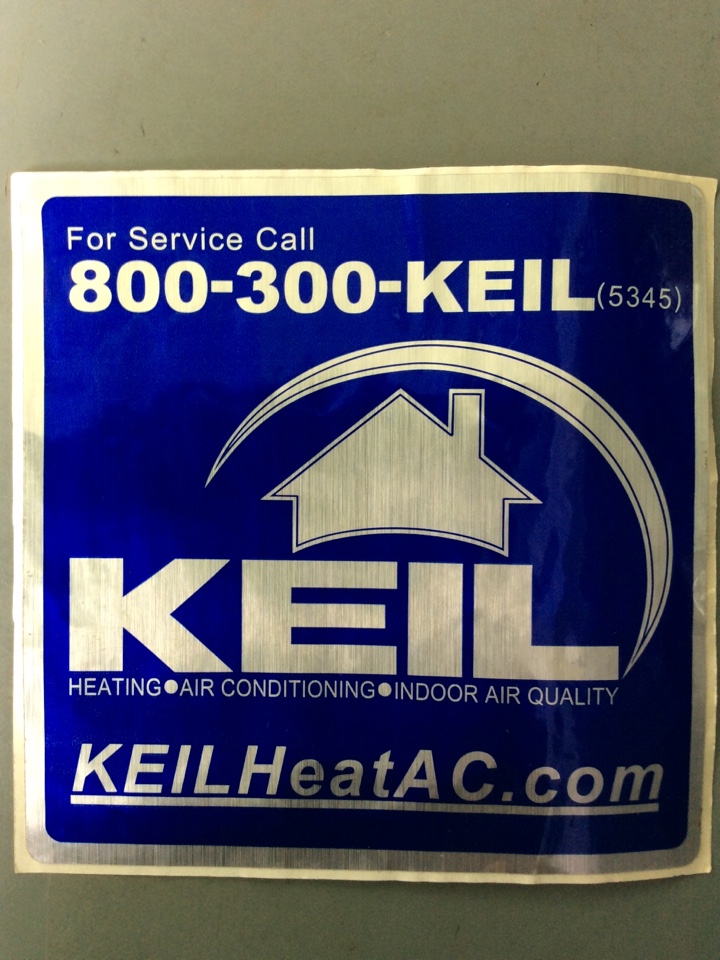 For Service Call
800-300-KEIL (5345)
KEIL
HEATING●AIR CONDITIONING●INDOOR AIR QUALITY
KEILHeatAC.com